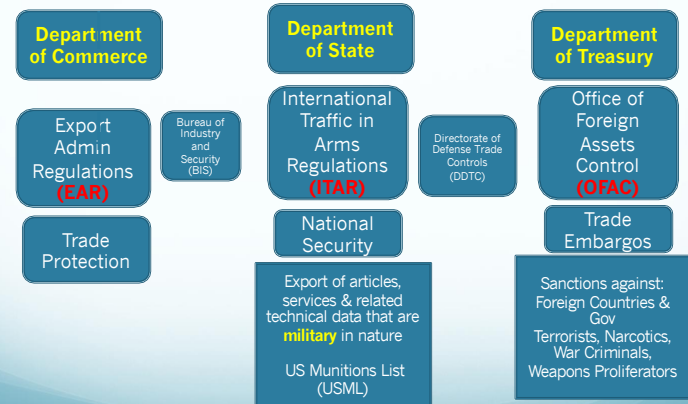 Department
of Commerce
Department
of State
Department
of Treasury
Export
Admin
Regulations
(EAR)
Bureau of
Industry
and
Security
(BIS)
International
Traffic in
Arms
Regulations
(ITAR)
Directorate of
Defense Trade
Controls
(DDTC)
Office of
Foreign
Assets
Control
(OFAC)
Trade
Protection
National
Security
Trade
Embargos
Export of articles,
services & related
technical data that are
military in nature
US Munitions List
(USML)
Sanctions against:
Foreign Countries &
Gov
Terrorists, Narcotics,
War Criminals,
Weapons Proliferators